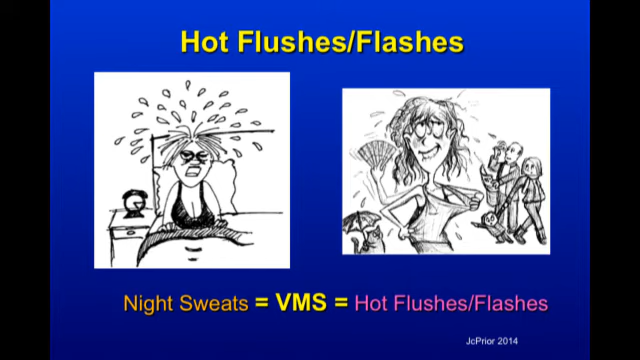 Hot Flushes/Flashes
Night Sweats = VMS = Hot Flushes/Flashes
JcPrior 2014